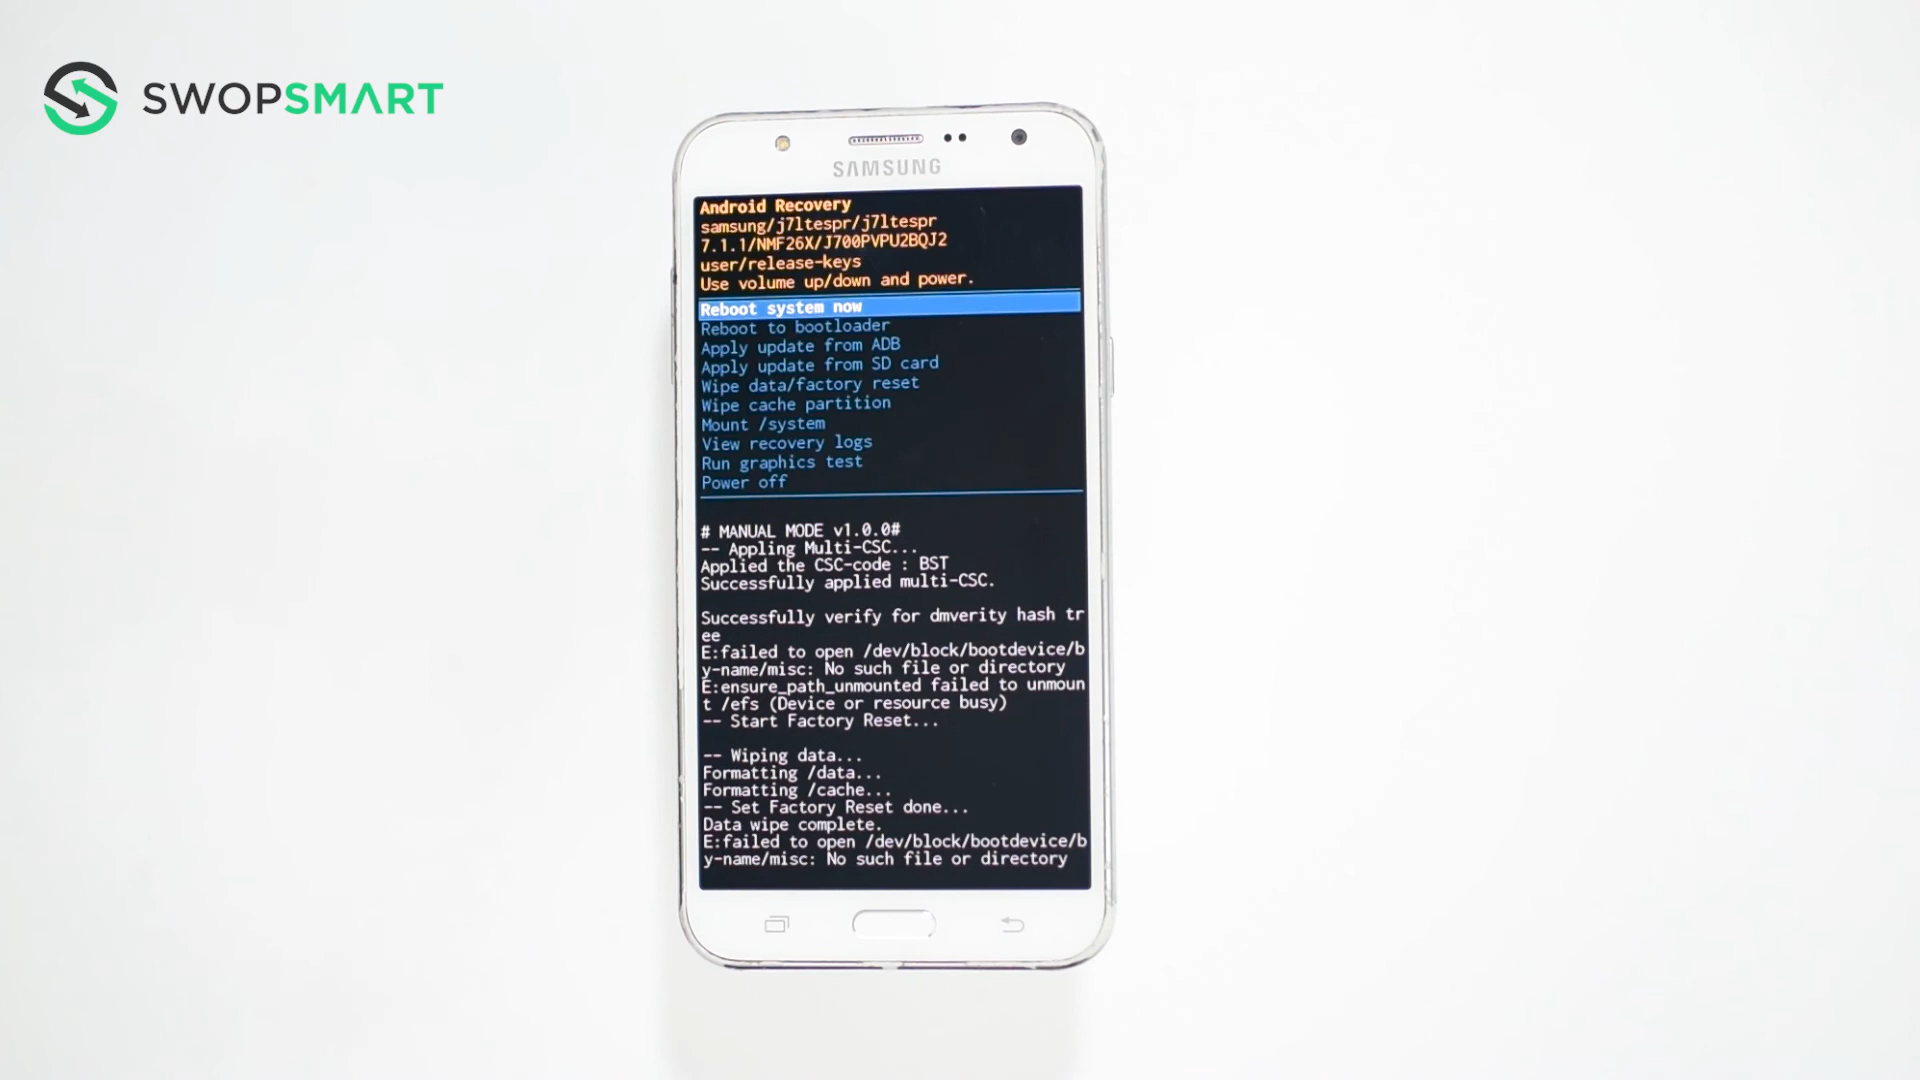 SWOPSMART
SAMSUNG
Android Recovery
samsung/j7ltespr/j7ltespr
7.1.1/NMF26X/J700PVPU2BQJ2
user/release-keys
Use volume up/down and power.
Reboot system now
Reboot to bootloader
Apply update from ADB
Apply update from SD card
Wipe data/factory reset
Wipe cache partition
Mount /system
View recovery logs
Run graphics test
Power off
# MANUAL MODE v1.0.0#
-- Appling Multi-CSC...
Applied the CSC-code : BST
Successfully applied multi-CSC.
Successfully verify for dmverity hash tr
ee
E:failed to open /dev/block/bootdevice/b
y-name/misc: No such file or directory
E:ensure_path_unmounted failed to unmoun
t /efs (Device or resource busy)
-- Start Factory Reset...
-- Wiping data...
Formatting /data...
Formatting /cache...
-- Set Factory Reset done...
Data wipe complete.
E:failed to open /dev/block/bootdevice/b
y-name/misc: No such file or directory